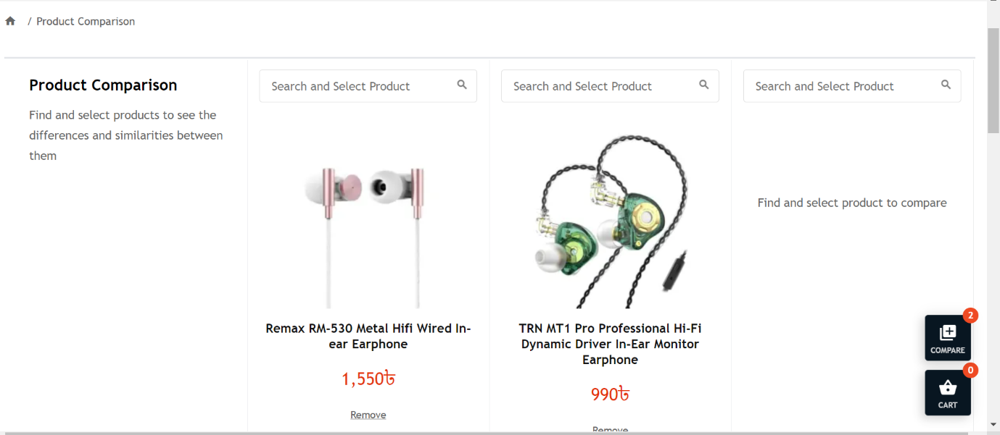 / Product Comparison
Product Comparison
Find and select products to see the
differences and similarities between
them
Search and Select Product
Remax RM-530 Metal Hifi Wired In-
ear Earphone
1,550৳
Remove
Search and Select Product
TRN MT1 Pro Professional Hi-Fi
Dynamic Driver In-Ear Monitor
Earphone
990৳
Remove
Search and Select Product
Find and select product to compare
2
COMPARE
0
CART